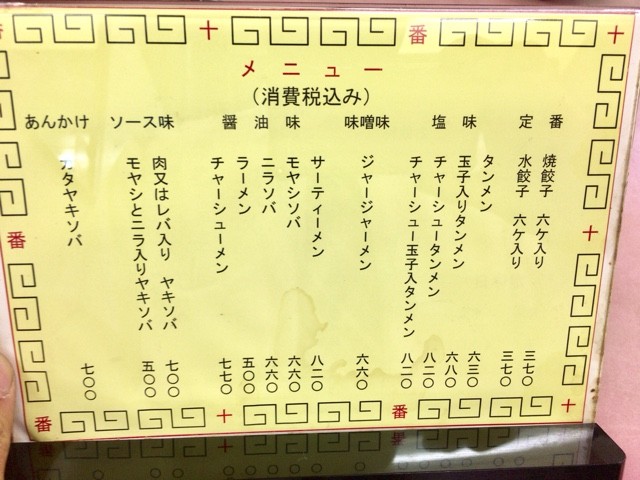 メニュー
（消費税込み）
定番
焼餃子 六ケ入り 三七〇
水餃子 六ケ入り 三七〇
塩味
タンメン 六三〇
玉子入りタンメン 六八〇
チャーシュータンメン 八二〇
チャーシュー玉子入タンメン 八二〇
味噌味
ジャージャーメン 六六〇
醤油味
サーティーメン 八二〇
モヤシソバ 六六〇
ニラソバ 六六〇
ラーメン 五〇〇
チャーシューメン 七七〇
ソース味
肉又はレバ入り ヤキソバ 七〇〇
モヤシとニラ入りヤキソバ 五〇〇
あんかけ
カタヤキソバ 七〇〇
十番
十番
十番
十番